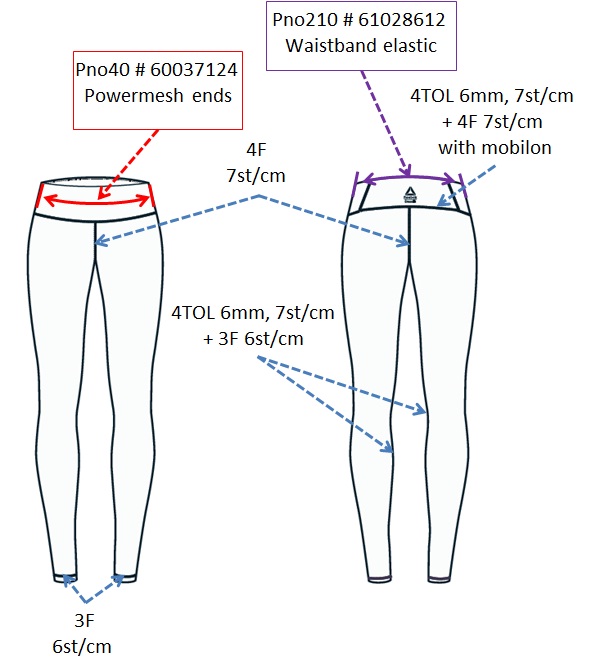 Pno210 # 61028612
Waistband elastic
Pno40 # 60037124
Powermesh ends
4TOL 6mm, 7st/cm
+ 4F 7st/cm
with mobilon
4F
7st/cm
4TOL 6mm, 7st/cm
+ 3F 6st/cm
3F
6st/cm